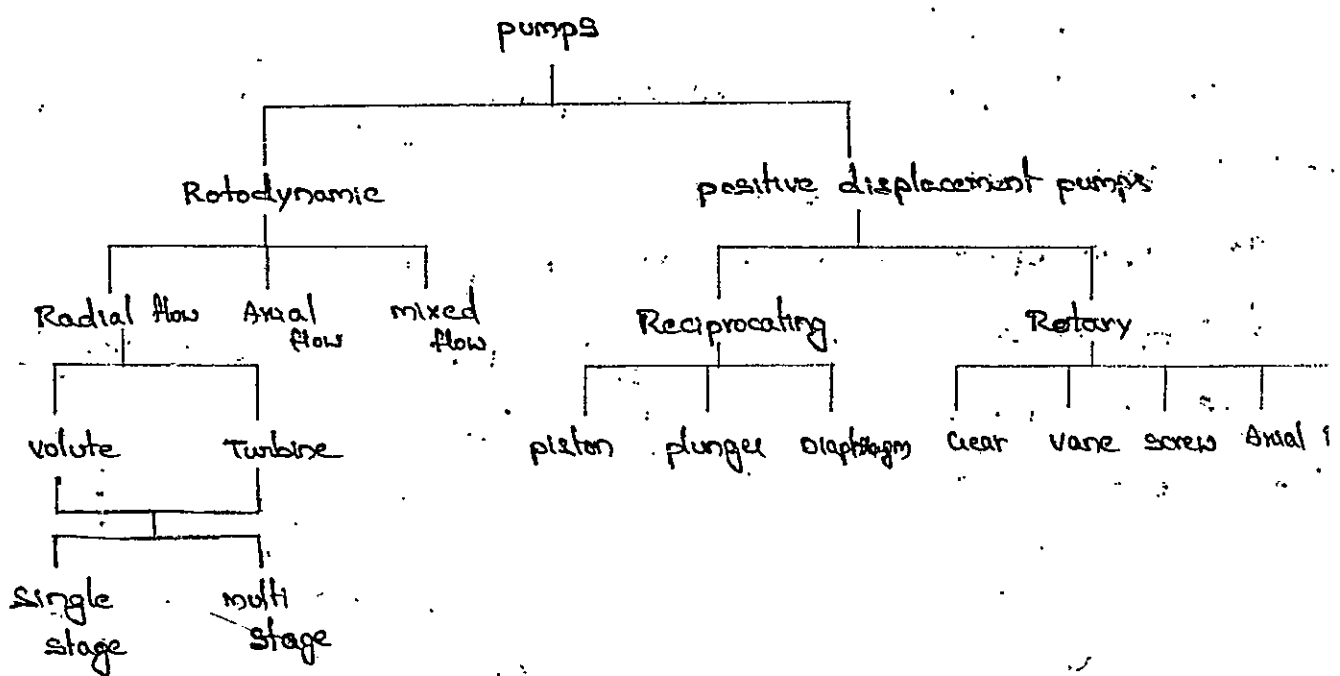 pumps
Rotodynamic
positive displacement pumps
Radial flow
Axial
flow
mixed
flow
Reciprocating
Rotary
Volute
Turbine
piston
plunger
Diaphragm
Gear
Vane
screw
Axial
Single
stage
multi
stage